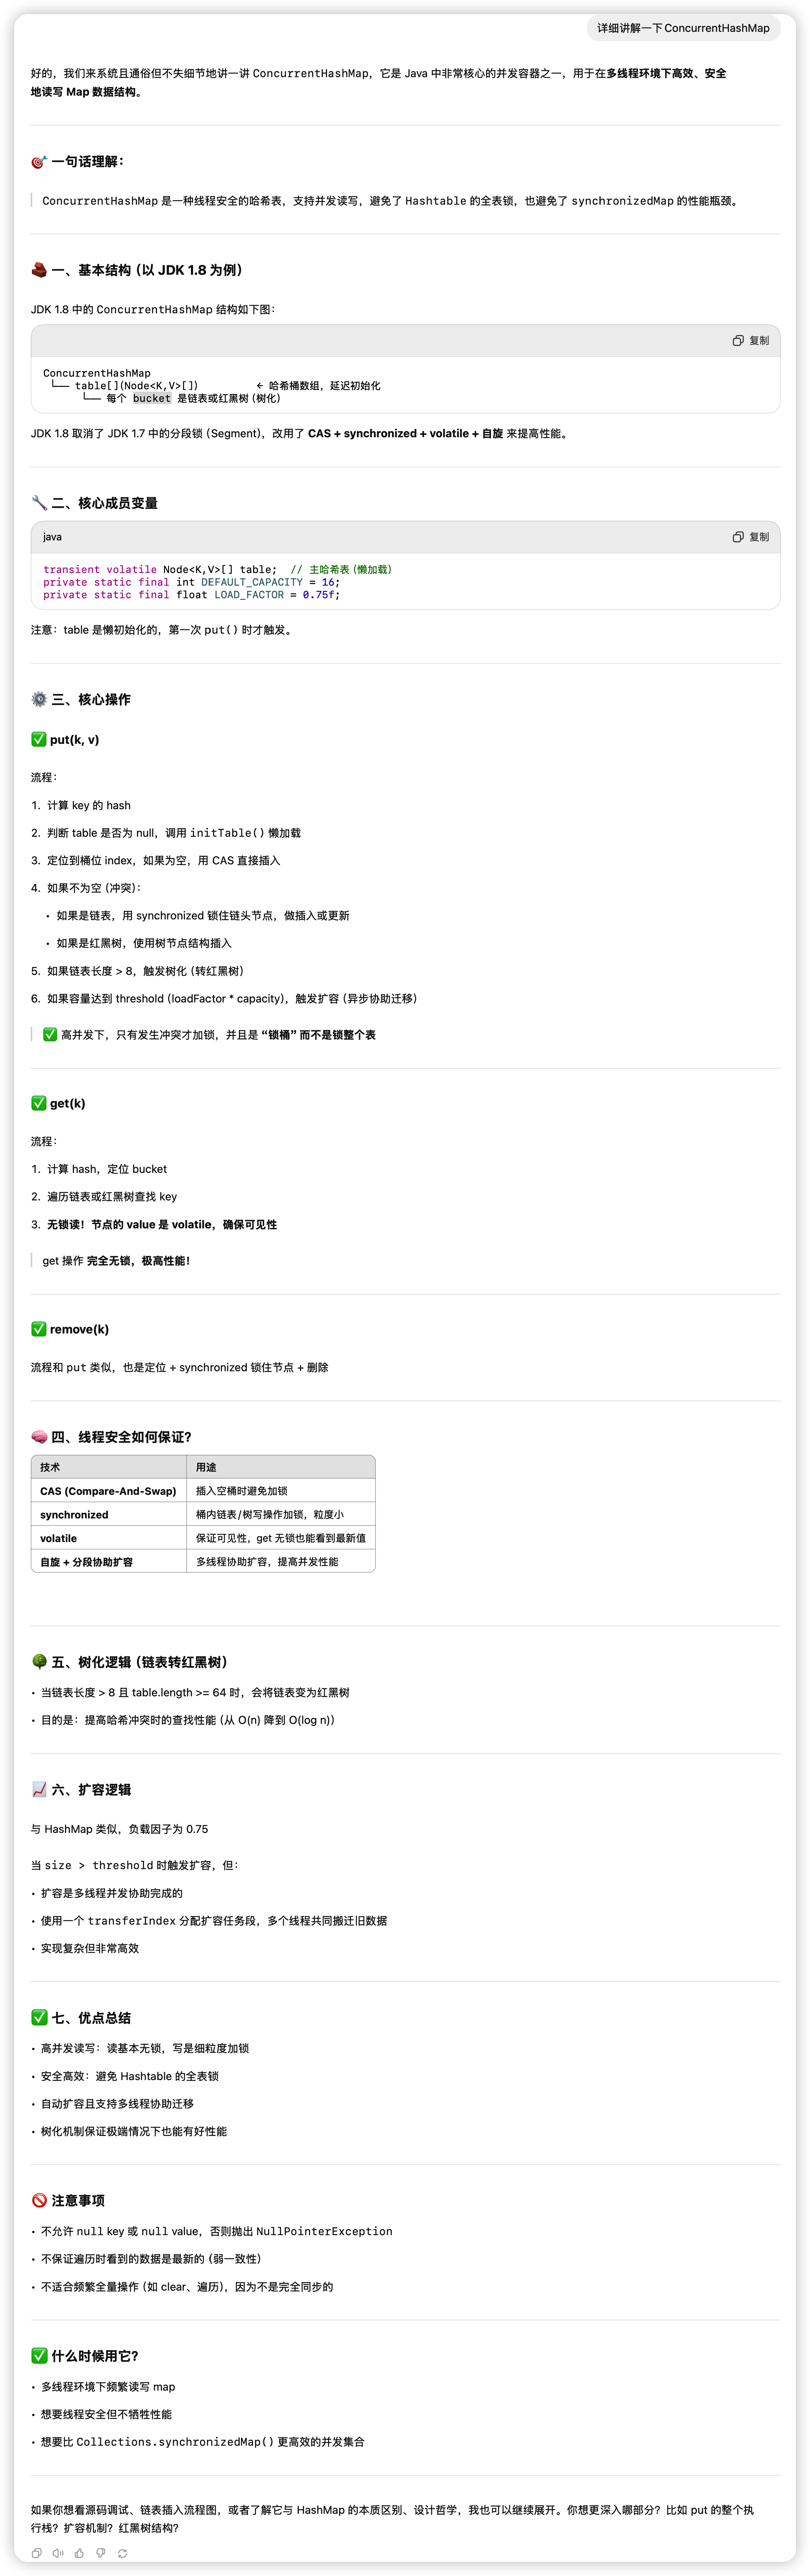 详细讲解一下 ConcurrentHashMap
好的，我们来系统且通俗但不失细节地讲一讲 ConcurrentHashMap，它是 Java 中非常核心的并发容器之一，用于在多线程环境下高效、安全
地读写 Map 数据结构。
🎯 一句话理解：
ConcurrentHashMap 是一种线程安全的哈希表，支持并发读写，避免了 Hashtable 的全表锁，也避免了 synchronizedMap 的性能瓶颈。
🧱 一、基本结构（以 JDK 1.8 为例）
JDK 1.8 中的 ConcurrentHashMap 结构如下图：
复制
ConcurrentHashMap
└── table[](Node<K,V>[]) ← 哈希桶数组，延迟初始化
└── 每个 bucket 是链表或红黑树（树化）
JDK 1.8 取消了 JDK 1.7 中的分段锁（Segment），改用了 CAS + synchronized + volatile + 自旋 来提高性能。
🔧 二、核心成员变量
java 复制
transient volatile Node<K,V>[] table; // 主哈希表（懒加载）
private static final int DEFAULT_CAPACITY = 16;
private static final float LOAD_FACTOR = 0.75f;
注意：table 是懒初始化的，第一次 put() 时才触发。
⚙️ 三、核心操作
✅ put(k, v)
流程：
1. 计算 key 的 hash
2. 判断 table 是否为 null，调用 initTable() 懒加载
3. 定位到桶位 index，如果为空，用 CAS 直接插入
4. 如果不为空（冲突）：
• 如果是链表，用 synchronized 锁住链头节点，做插入或更新
• 如果是红黑树，使用树节点结构插入
5. 如果链表长度 > 8，触发树化（转红黑树）
6. 如果容量达到 threshold（loadFactor * capacity），触发扩容（异步协助迁移）
✅ 高并发下，只有发生冲突才加锁，并且是 “锁桶” 而不是锁整个表
✅ get(k)
流程：
1. 计算 hash，定位 bucket
2. 遍历链表或红黑树查找 key
3. 无锁读！节点的 value 是 volatile，确保可见性
get 操作 完全无锁，极高性能！
✅ remove(k)
流程和 put 类似，也是定位 + synchronized 锁住节点 + 删除
🧠 四、线程安全如何保证？
技术 用途
CAS (Compare-And-Swap) 插入空桶时避免加锁
synchronized 桶内链表/树写操作加锁，粒度小
volatile 保证可见性，get 无锁也能看到最新值
自旋 + 分段协助扩容 多线程协助扩容，提高并发性能
🌳 五、树化逻辑（链表转红黑树）
• 当链表长度 > 8 且 table.length >= 64 时，会将链表变为红黑树
• 目的是：提高哈希冲突时的查找性能（从 O(n) 降到 O(log n)）
📈 六、扩容逻辑
与 HashMap 类似，负载因子为 0.75
当 size > threshold 时触发扩容，但：
• 扩容是多线程并发协助完成的
• 使用一个 transferIndex 分配扩容任务段，多个线程共同搬迁旧数据
• 实现复杂但非常高效
✅ 七、优点总结
• 高并发读写：读基本无锁，写是细粒度加锁
• 安全高效：避免 Hashtable 的全表锁
• 自动扩容且支持多线程协助迁移
• 树化机制保证极端情况下也能有好性能
🚫 注意事项
• 不允许 null key 或 null value，否则抛出 NullPointerException
• 不保证遍历时看到的数据是最新的（弱一致性）
• 不适合频繁全量操作（如 clear、遍历），因为不是完全同步的
✅ 什么时候用它？
• 多线程环境下频繁读写 map
• 想要线程安全但不牺牲性能
• 想要比 Collections.synchronizedMap() 更高效的并发集合
如果你想看源码调试、链表插入流程图，或者了解它与 HashMap 的本质区别、设计哲学，我也可以继续展开。你想更深入哪部分？比如 put 的整个执
行栈？扩容机制？红黑树结构？